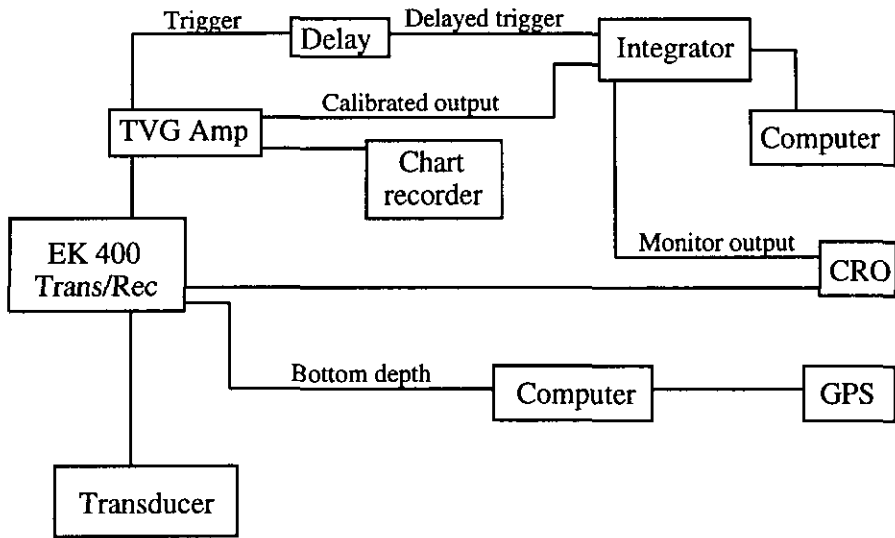 Trigger
Delay
Delayed trigger
Integrator
Calibrated output
TVG Amp
Computer
Chart
recorder
EK 400
Trans/Rec
Monitor output
CRO
Bottom depth
Computer
GPS
Transducer